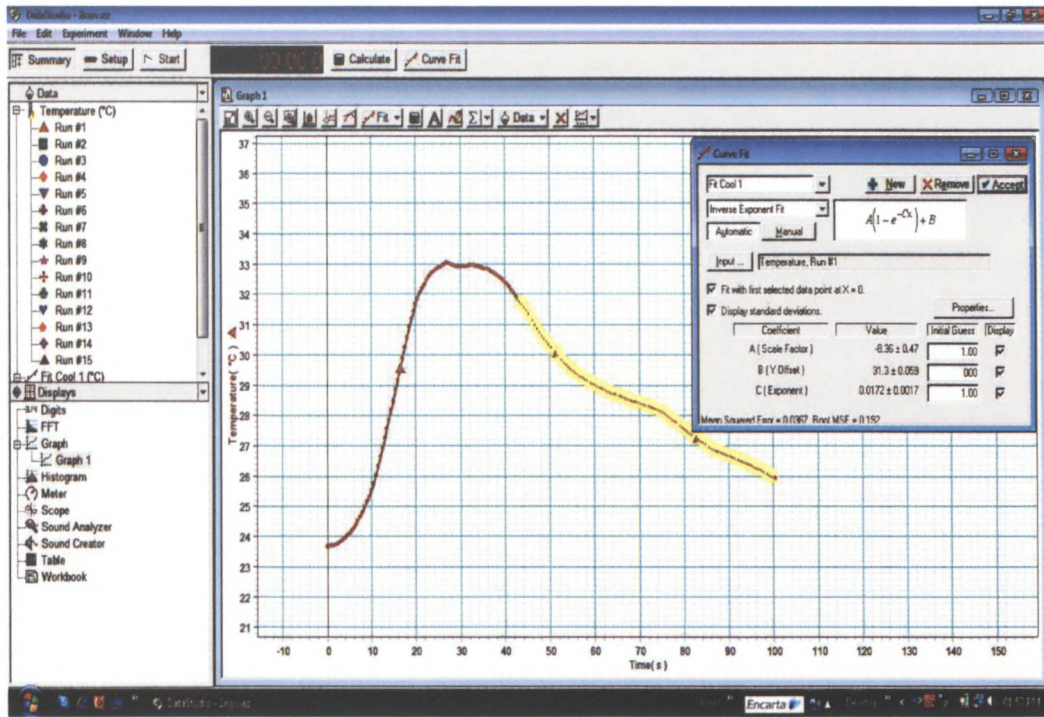 DataStudio
File Edit Experiment Window Help
Summary Setup Start Calculate Curve Fit
Data
Temperature (°C)
Run #1
Run #2
Run #3
Run #4
Run #5
Run #6
Run #7
Run #8
Run #9
Run #10
Run #11
Run #12
Run #13
Run #14
Run #15
Fit Cool 1 (°C)
Displays
Digits
FFT
Graph
Graph 1
Histogram
Meter
Scope
Sound Analyzer
Sound Creator
Table
Workbook
Graph 1
Fit Data
37
36
35
34
33
32
31
30
29
28
27
26
25
24
23
22
21
Temperature( °C )
-10 0 10 20 30 40 50 60 70 80 90 100 110 120 130 140 150
Time( s )
Curve Fit
Fit Cool 1 New Remove Accept
Inverse Exponent Fit
A(1 - e^-Cx) + B
Automatic Manual
Input ... Temperature, Run #1
Fit with first selected data point at X = 0.
Display standard deviations. Properties...
Coefficient Value Initial Guess Display
A ( Scale Factor ) -8.36 ± 0.47 1.00
B ( Y Offset ) 31.3 ± 0.059 000
C ( Exponent ) 0.0172 ± 0.0017 1.00
Mean Squared Error = 0.0367, Root MSE = 0.192
DataStudio
Encarta